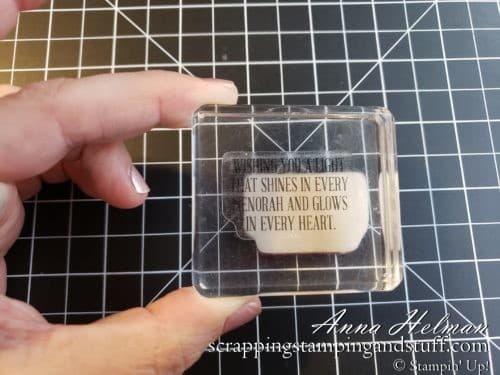 WISHING YOU A LIGHT
THAT SHINES IN EVERY
MENORAH AND GLOWS
IN EVERY HEART.
Anna Helman
scrappingstampingandstuff.com
© Stampin' Up!